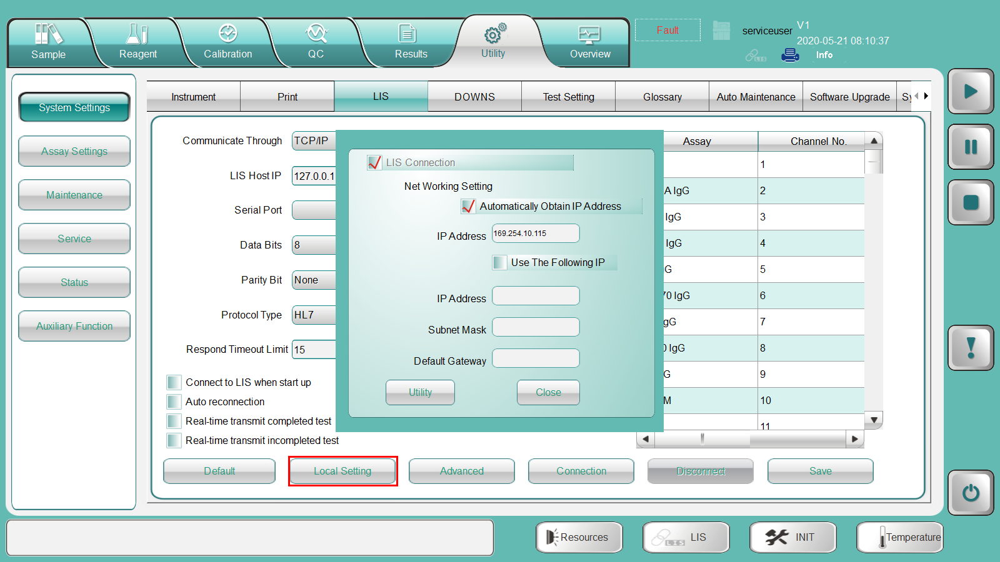 Sample
Reagent
Calibration
QC
Results
Utility
Overview
Fault
serviceuser
V1
2020-05-21 08:10:37
LIS
Info
System Settings
Assay Settings
Maintenance
Service
Status
Auxiliary Function
Instrument
Print
LIS
DOWNS
Test Setting
Glossary
Auto Maintenance
Software Upgrade
Sy
Communicate Through TCP/IP
LIS Host IP 127.0.0.1
Serial Port
Data Bits 8
Parity Bit None
Protocol Type HL7
Respond Timeout Limit 15
Connect to LIS when start up
Auto reconnection
Real-time transmit completed test
Real-time transmit incompleted test
LIS Connection
Net Working Setting
Automatically Obtain IP Address
IP Address 169.254.10.115
Use The Following IP
IP Address
Subnet Mask
Default Gateway
Utility
Close
Assay Channel No.
1
A IgG 2
IgG 3
IgG 4
G 5
70 IgG 6
gG 7
0 IgG 8
G 9
M 10
11
Default
Local Setting
Advanced
Connection
Disconnect
Save
Resources
LIS LIS
INIT
Temperature